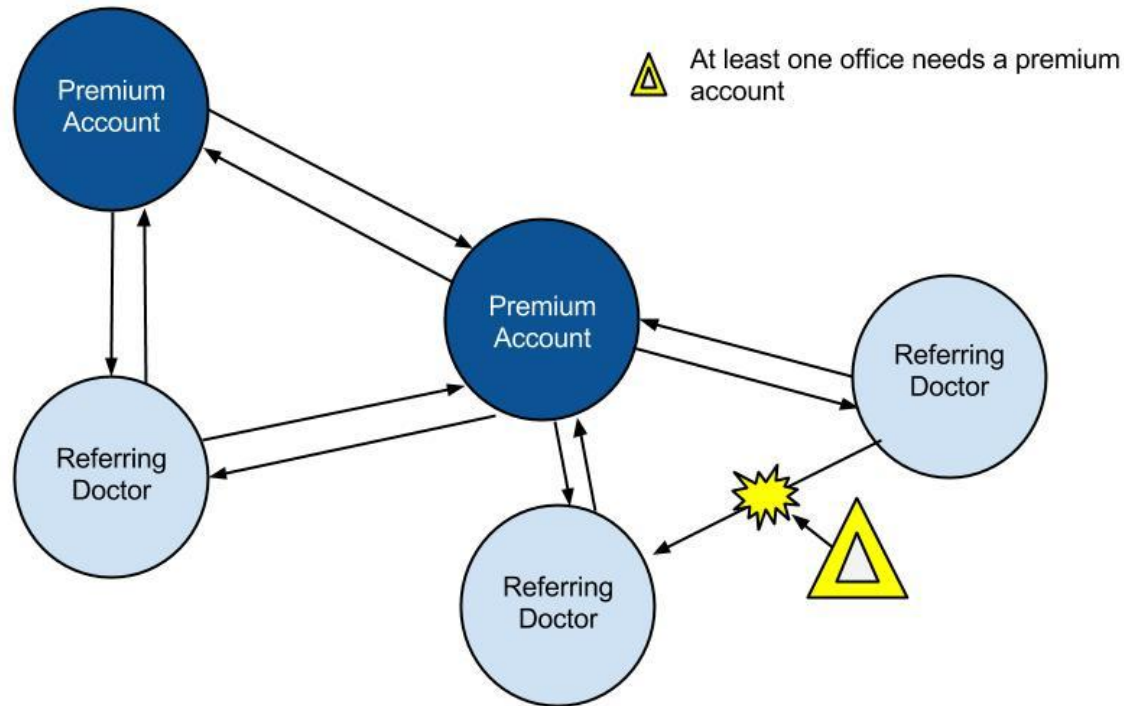 Premium
Account
At least one office needs a premium
account
Premium
Account
Referring
Doctor
Referring
Doctor
Referring
Doctor